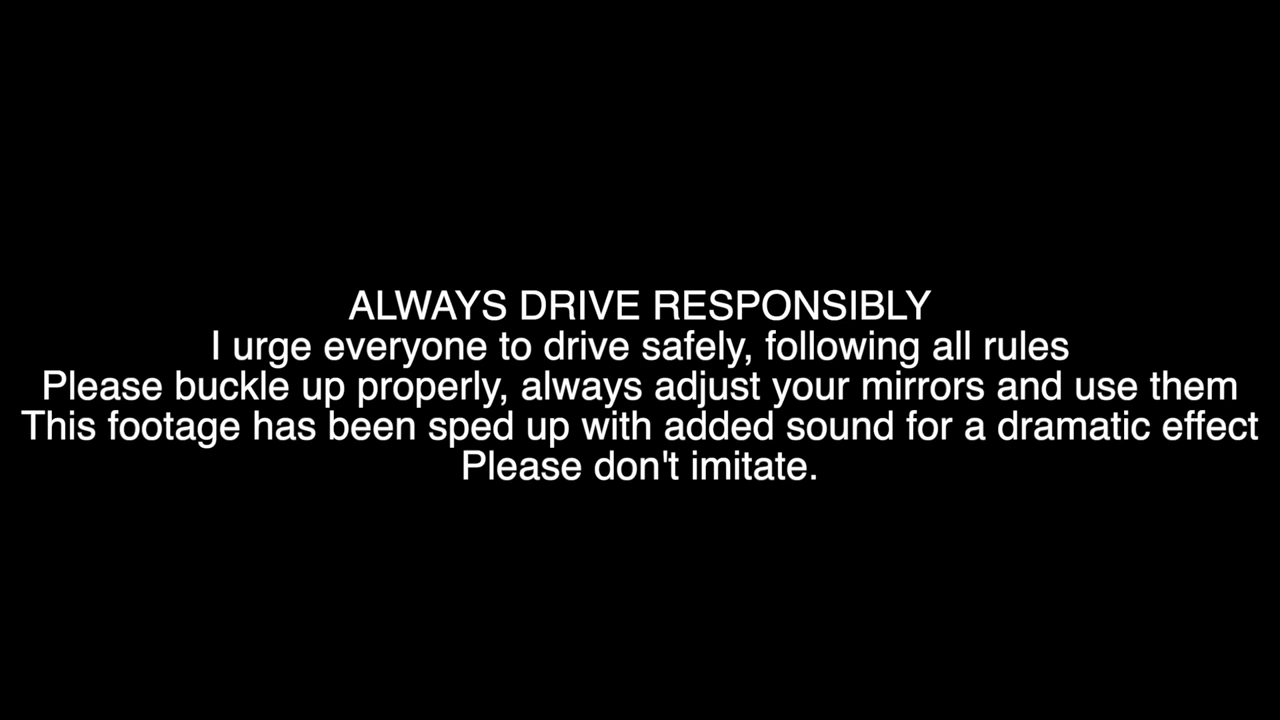 ALWAYS DRIVE RESPONSIBLY
I urge everyone to drive safely, following all rules
Please buckle up properly, always adjust your mirrors and use them
This footage has been sped up with added sound for a dramatic effect
Please don't imitate.